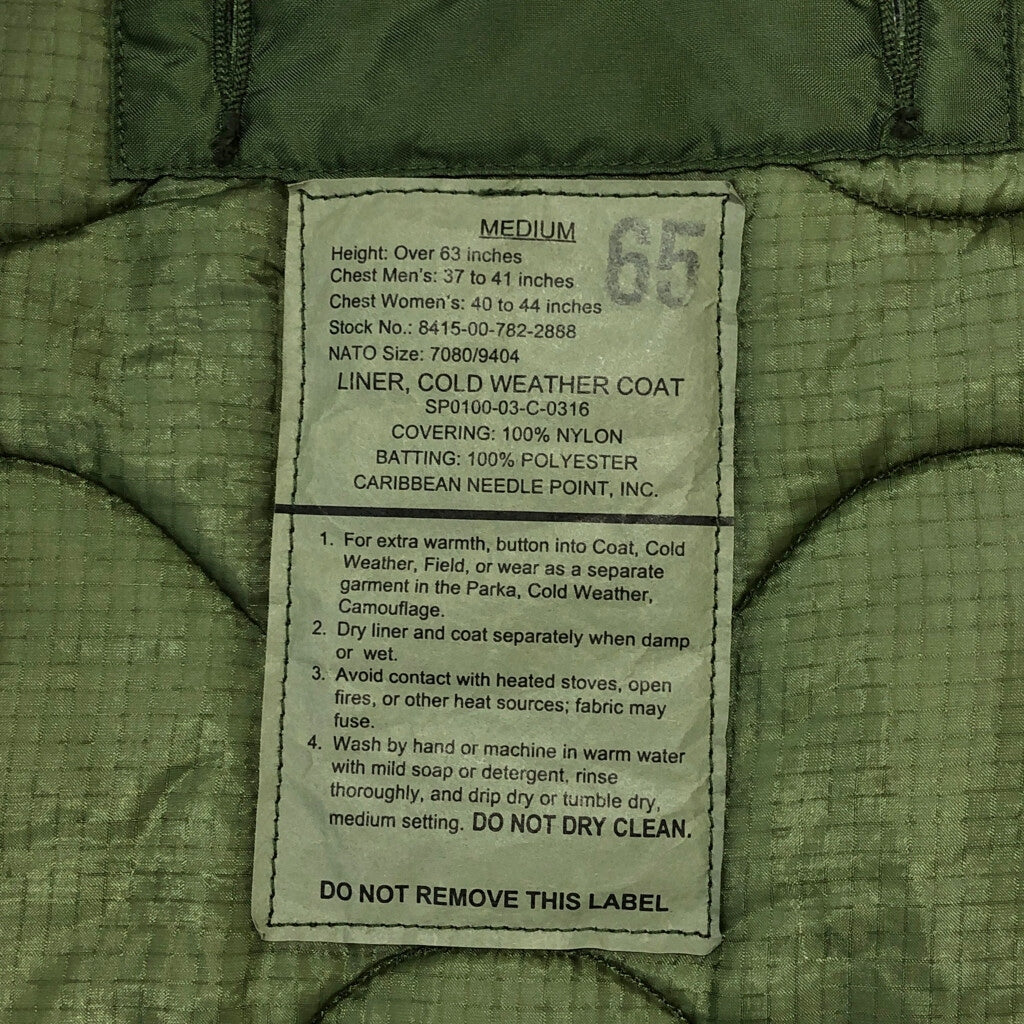 MEDIUM
65
Height: Over 63 inches
Chest Men's: 37 to 41 inches
Chest Women's: 40 to 44 inches
Stock No.: 8415-00-782-2888
NATO Size: 7080/9404
LINER, COLD WEATHER COAT
SP0100-03-C-0316
COVERING: 100% NYLON
BATTING: 100% POLYESTER
CARIBBEAN NEEDLE POINT, INC.
1. For extra warmth, button into Coat, Cold
Weather, Field, or wear as a separate
garment in the Parka, Cold Weather,
Camouflage.
2. Dry liner and coat separately when damp
or wet.
3. Avoid contact with heated stoves, open
fires, or other heat sources; fabric may
fuse.
4. Wash by hand or machine in warm water
with mild soap or detergent, rinse
thoroughly, and drip dry or tumble dry,
medium setting. DO NOT DRY CLEAN.
DO NOT REMOVE THIS LABEL